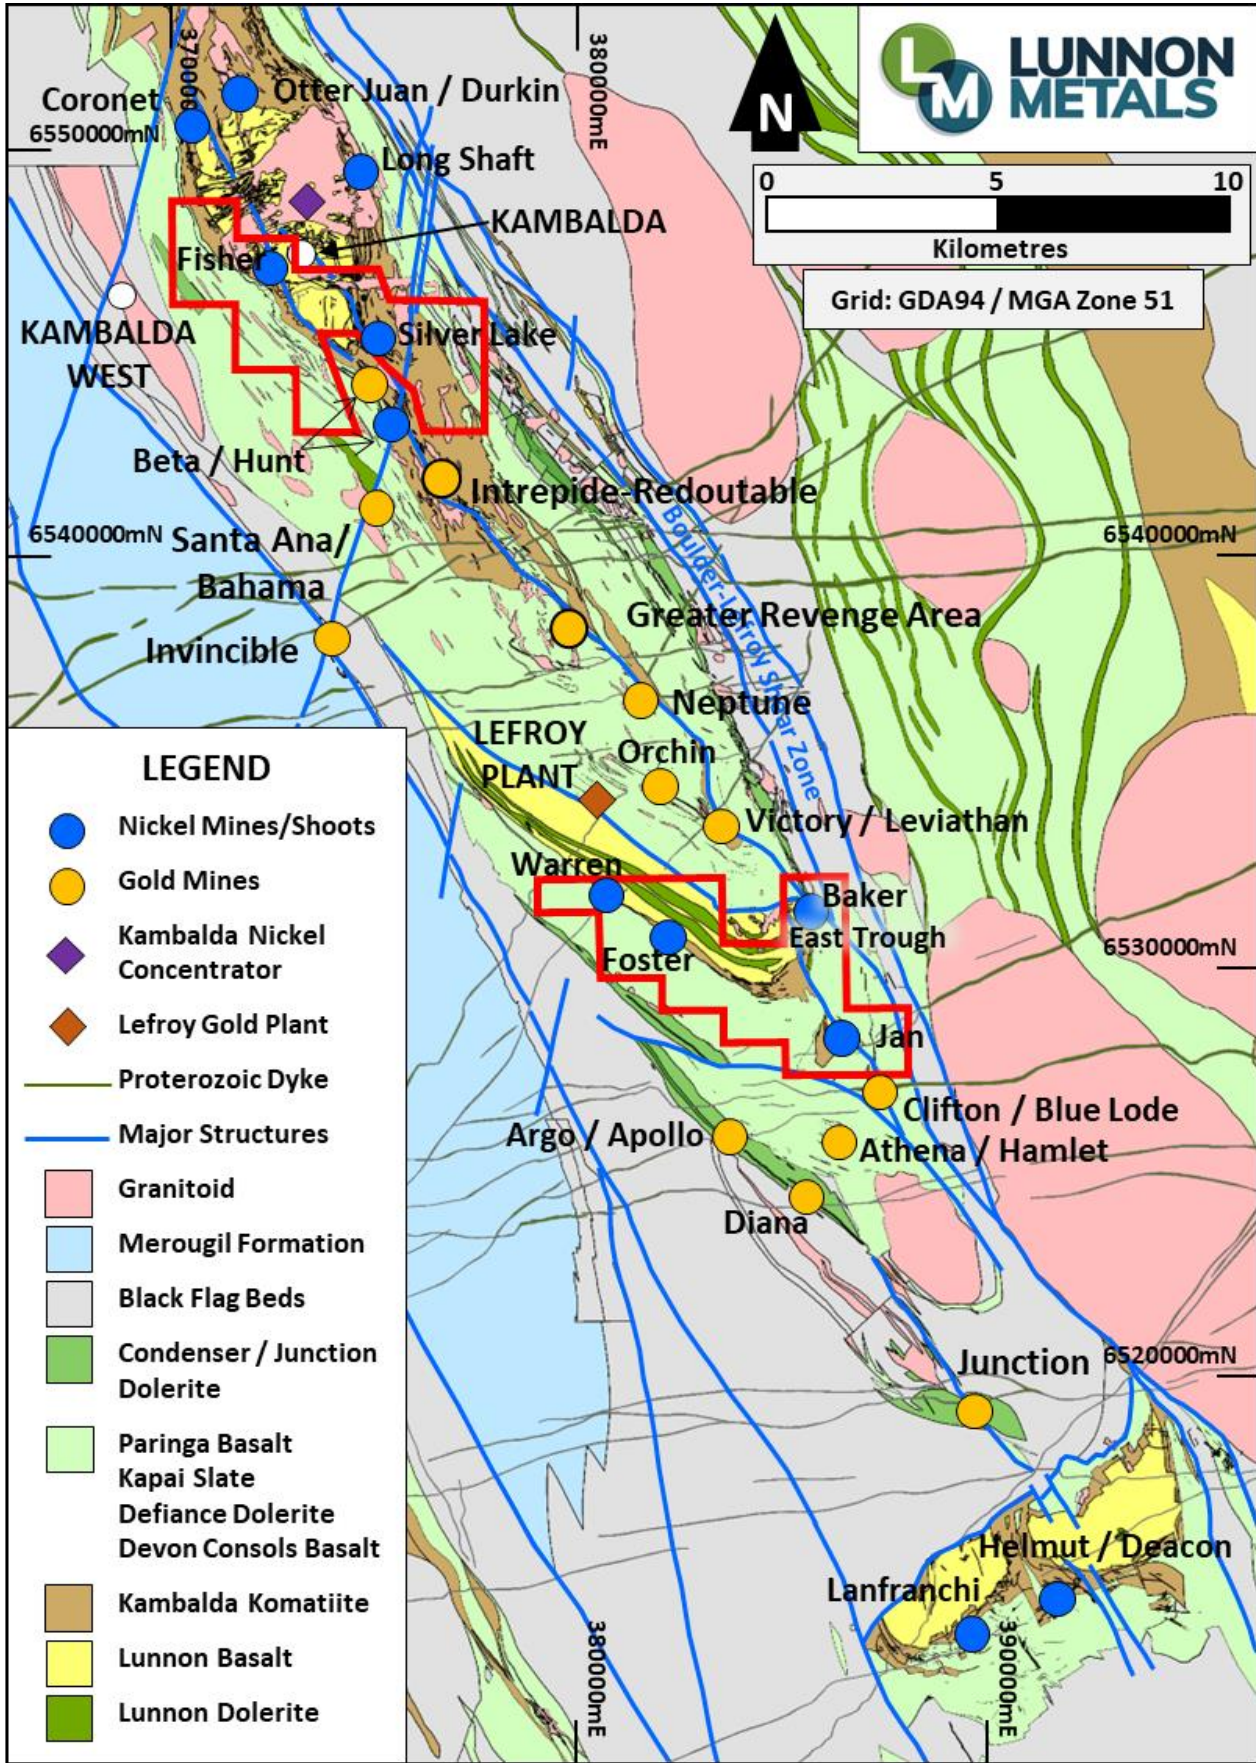 LM LUNNON
METALS
N
0 5 10
Kilometres
Grid: GDA94 / MGA Zone 51
370000
380000mE
Coronet
6550000mN
Otter Juan / Durkin
Long Shaft
KAMBALDA
Fisher
KAMBALDA
WEST
Silver Lake
Beta / Hunt
Intrepide-Redoutable
Santa Ana/
Bahama
6540000mN
6540000mN
Boulder-Lefroy Shear Zone
Greater Revenge Area
Invincible
Neptune
LEFROY
PLANT
Orchin
Victory / Leviathan
Warren
Baker
East Trough
Foster
6530000mN
Jan
Clifton / Blue Lode
Argo / Apollo
Athena / Hamlet
Diana
Junction
6520000mN
Helmut / Deacon
Lanfranchi
380000mE
390000mE
LEGEND
Nickel Mines/Shoots
Gold Mines
Kambalda Nickel
Concentrator
Lefroy Gold Plant
Proterozoic Dyke
Major Structures
Granitoid
Merougil Formation
Black Flag Beds
Condenser / Junction
Dolerite
Paringa Basalt
Kapai Slate
Defiance Dolerite
Devon Consols Basalt
Kambalda Komatiite
Lunnon Basalt
Lunnon Dolerite